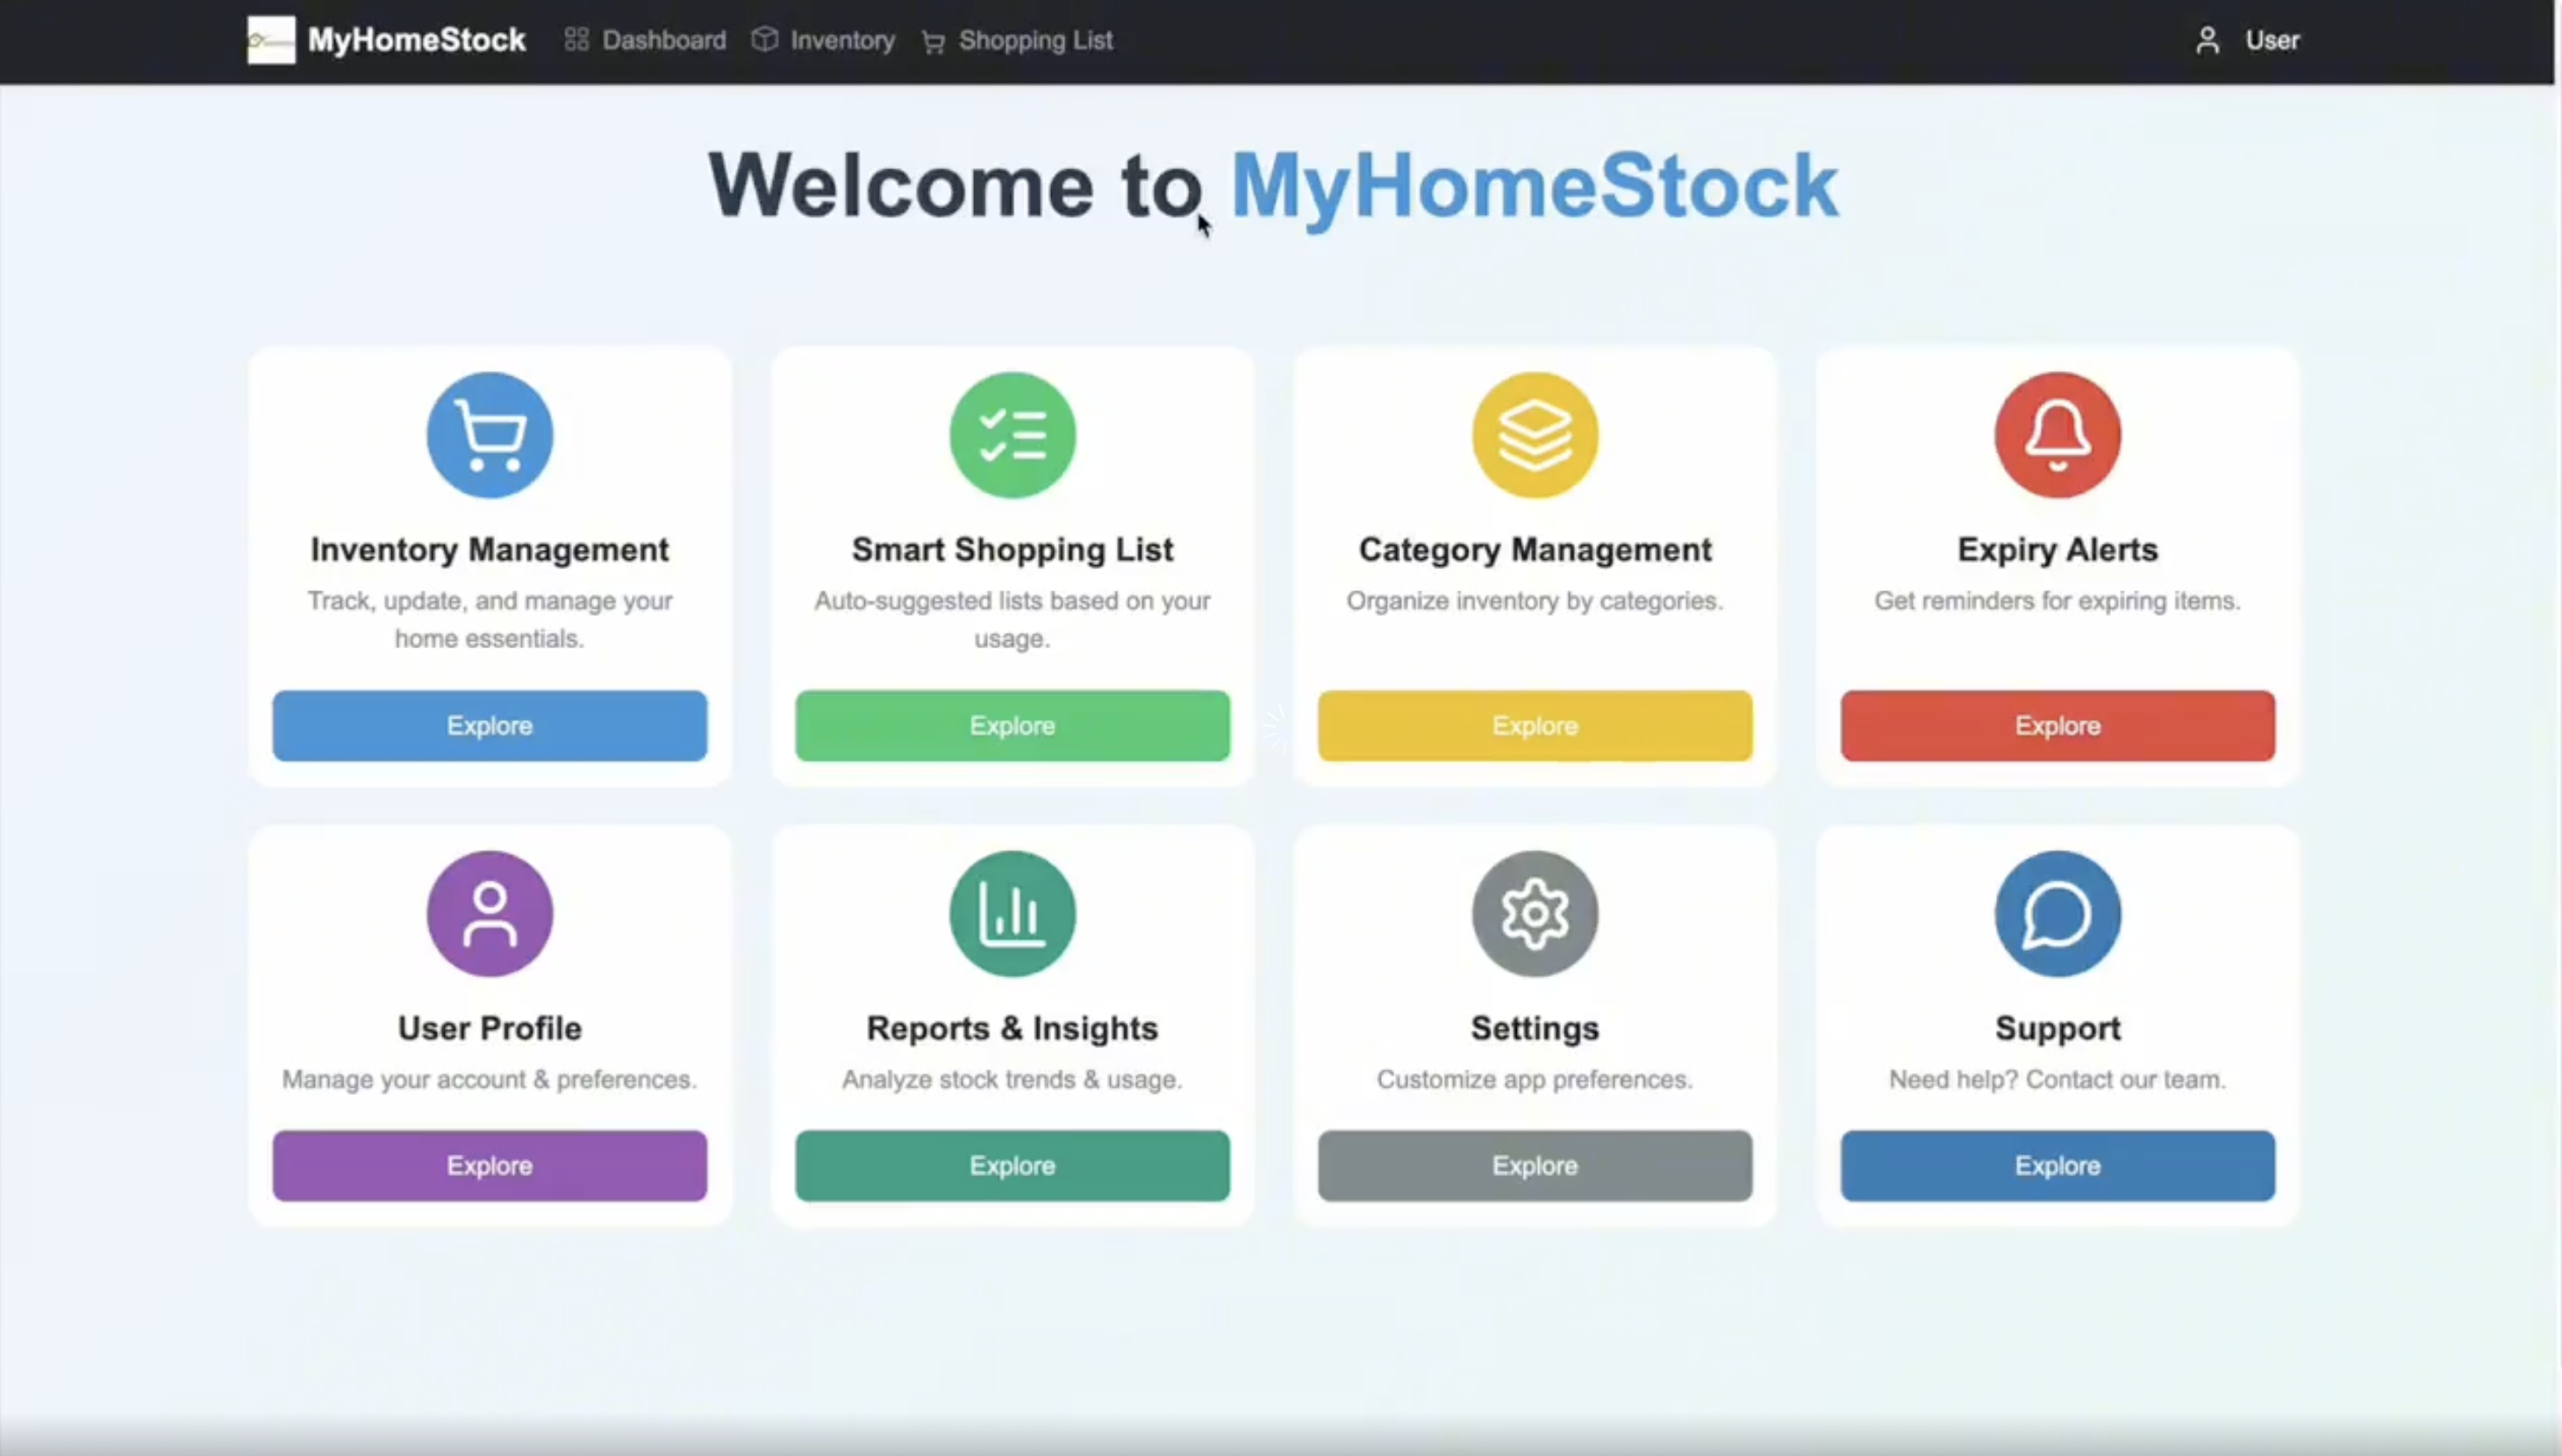 MyHomeStock Dashboard Inventory Shopping List User
Welcome to MyHomeStock
Inventory Management
Track, update, and manage your
home essentials.
Explore
Smart Shopping List
Auto-suggested lists based on your
usage.
Explore
Category Management
Organize inventory by categories.
Explore
Expiry Alerts
Get reminders for expiring items.
Explore
User Profile
Manage your account & preferences.
Explore
Reports & Insights
Analyze stock trends & usage.
Explore
Settings
Customize app preferences.
Explore
Support
Need help? Contact our team.
Explore